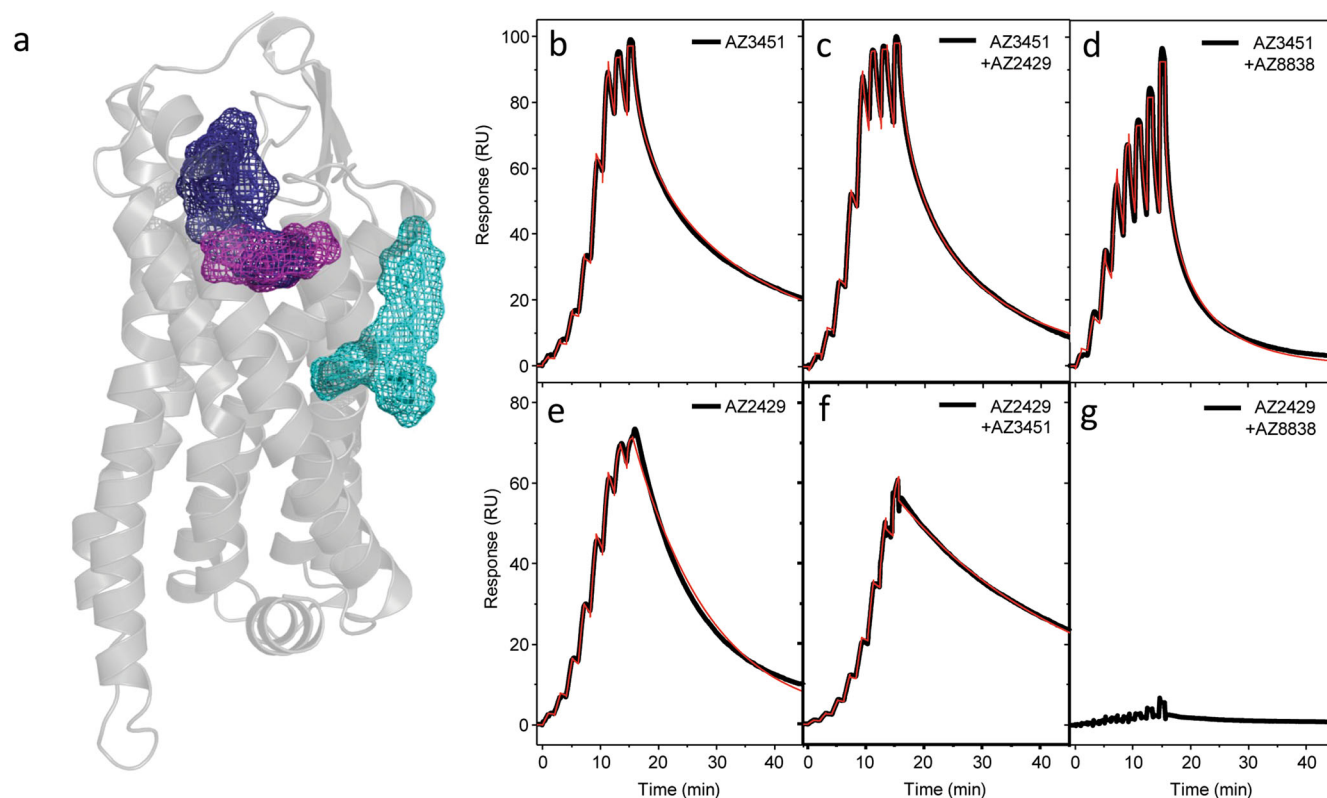 a
b
AZ3451
c
AZ3451
+AZ2429
d
AZ3451
+AZ8838
Response (RU)
100
80
60
40
20
0
e
AZ2429
f
AZ2429
+AZ3451
g
AZ2429
+AZ8838
Response (RU)
80
60
40
20
0
0 10 20 30 40
0 10 20 30 40
0 10 20 30 40
Time (min)
Time (min)
Time (min)